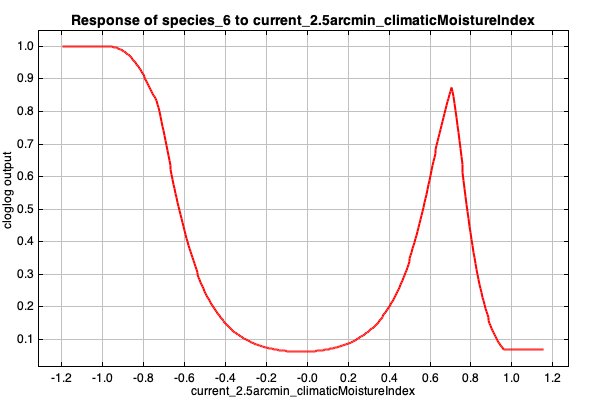 Response of species_6 to current_2.5arcmin_climaticMoistureIndex
cloglog output
1.0
0.9
0.8
0.7
0.6
0.5
0.4
0.3
0.2
0.1
-1.2 -1.0 -0.8 -0.6 -0.4 -0.2 -0.0 0.2 0.4 0.6 0.8 1.0 1.2
current_2.5arcmin_climaticMoistureIndex